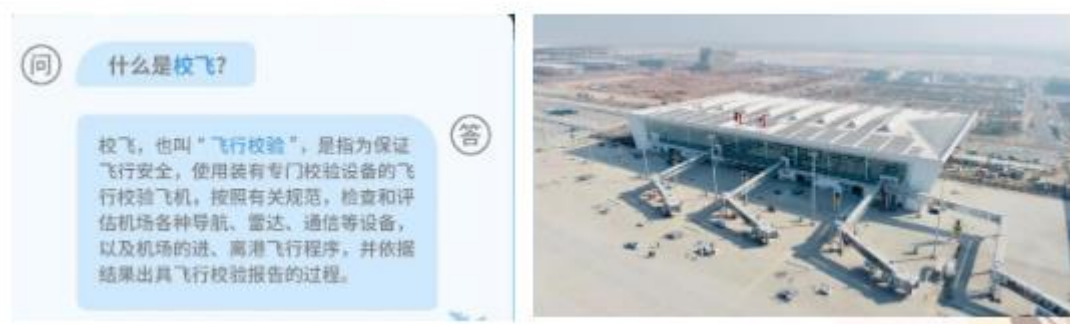 问
什么是校飞?
答
校飞，也叫“飞行校验”，是指为保证
飞行安全，使用装有专门校验设备的飞
行校验飞机，按照有关规范，检查和评
估机场各种导航、雷达、通信等设备，
以及机场的进、离港飞行程序，并依据
结果出具飞行校验报告的过程。